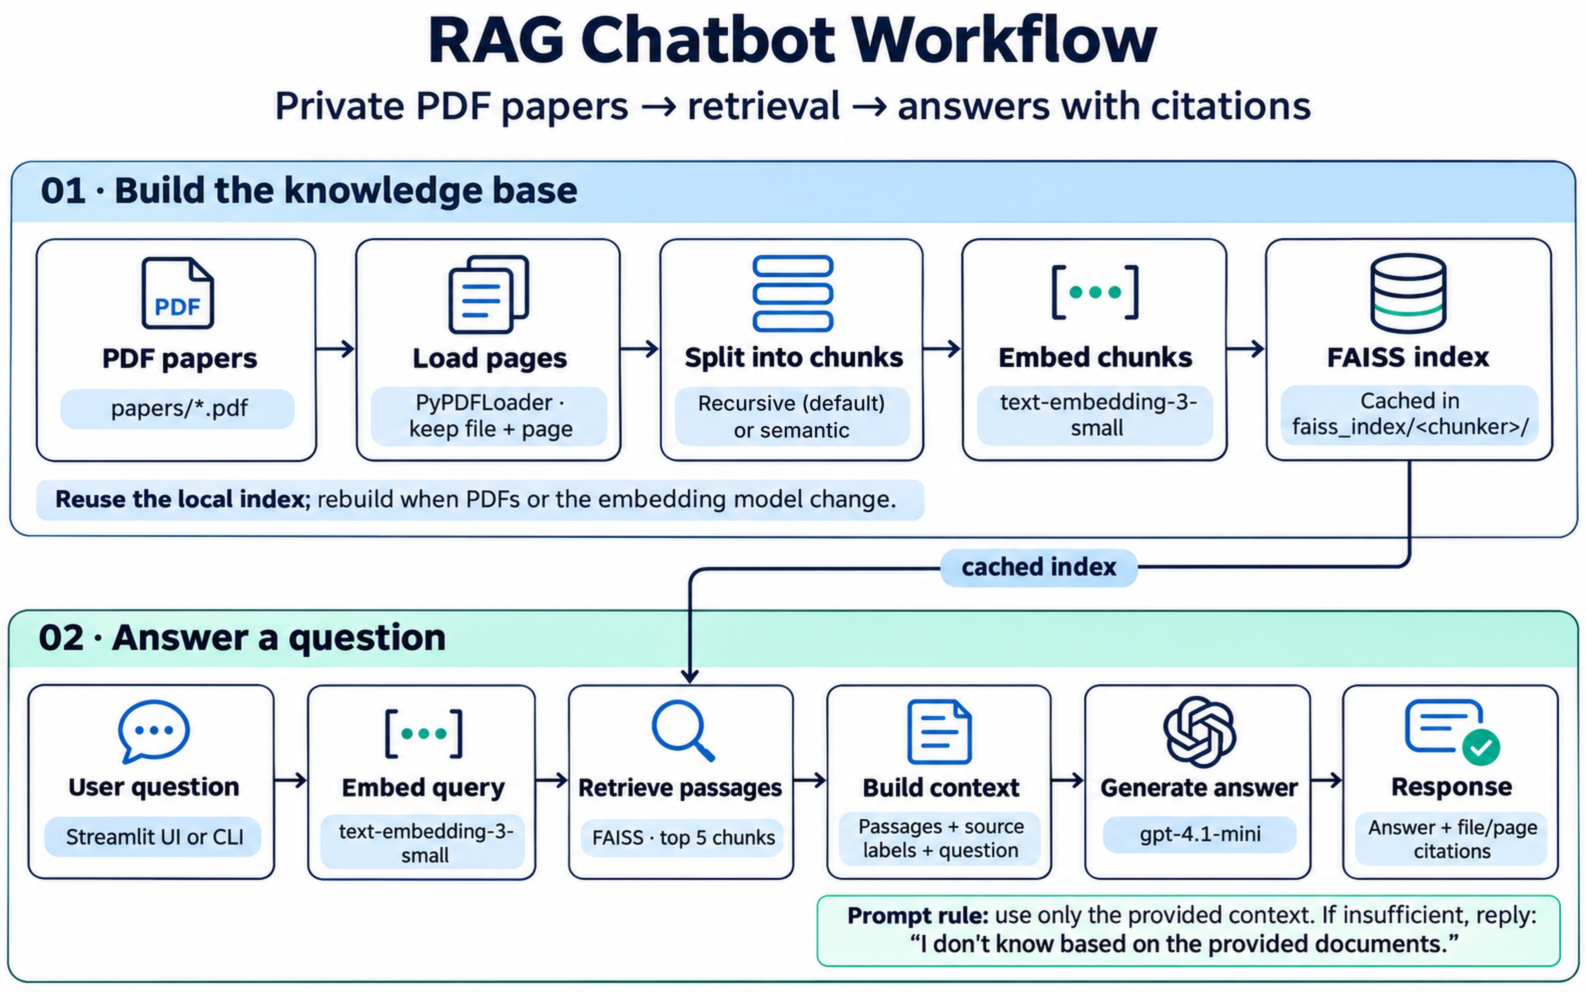 RAG Chatbot Workflow
Private PDF papers → retrieval → answers with citations
01 · Build the knowledge base
PDF
PDF papers
papers/*.pdf
Load pages
PyPDFLoader ·
keep file + page
Split into chunks
Recursive (default)
or semantic
Embed chunks
text-embedding-3-
small
FAISS index
Cached in
faiss_index/<chunker>/
Reuse the local index; rebuild when PDFs or the embedding model change.
cached index
02 · Answer a question
User question
Streamlit UI or CLI
Embed query
text-embedding-3-
small
Retrieve passages
FAISS · top 5 chunks
Build context
Passages + source
labels + question
Generate answer
gpt-4.1-mini
Response
Answer + file/page
citations
Prompt rule: use only the provided context. If insufficient, reply:
“I don't know based on the provided documents.”